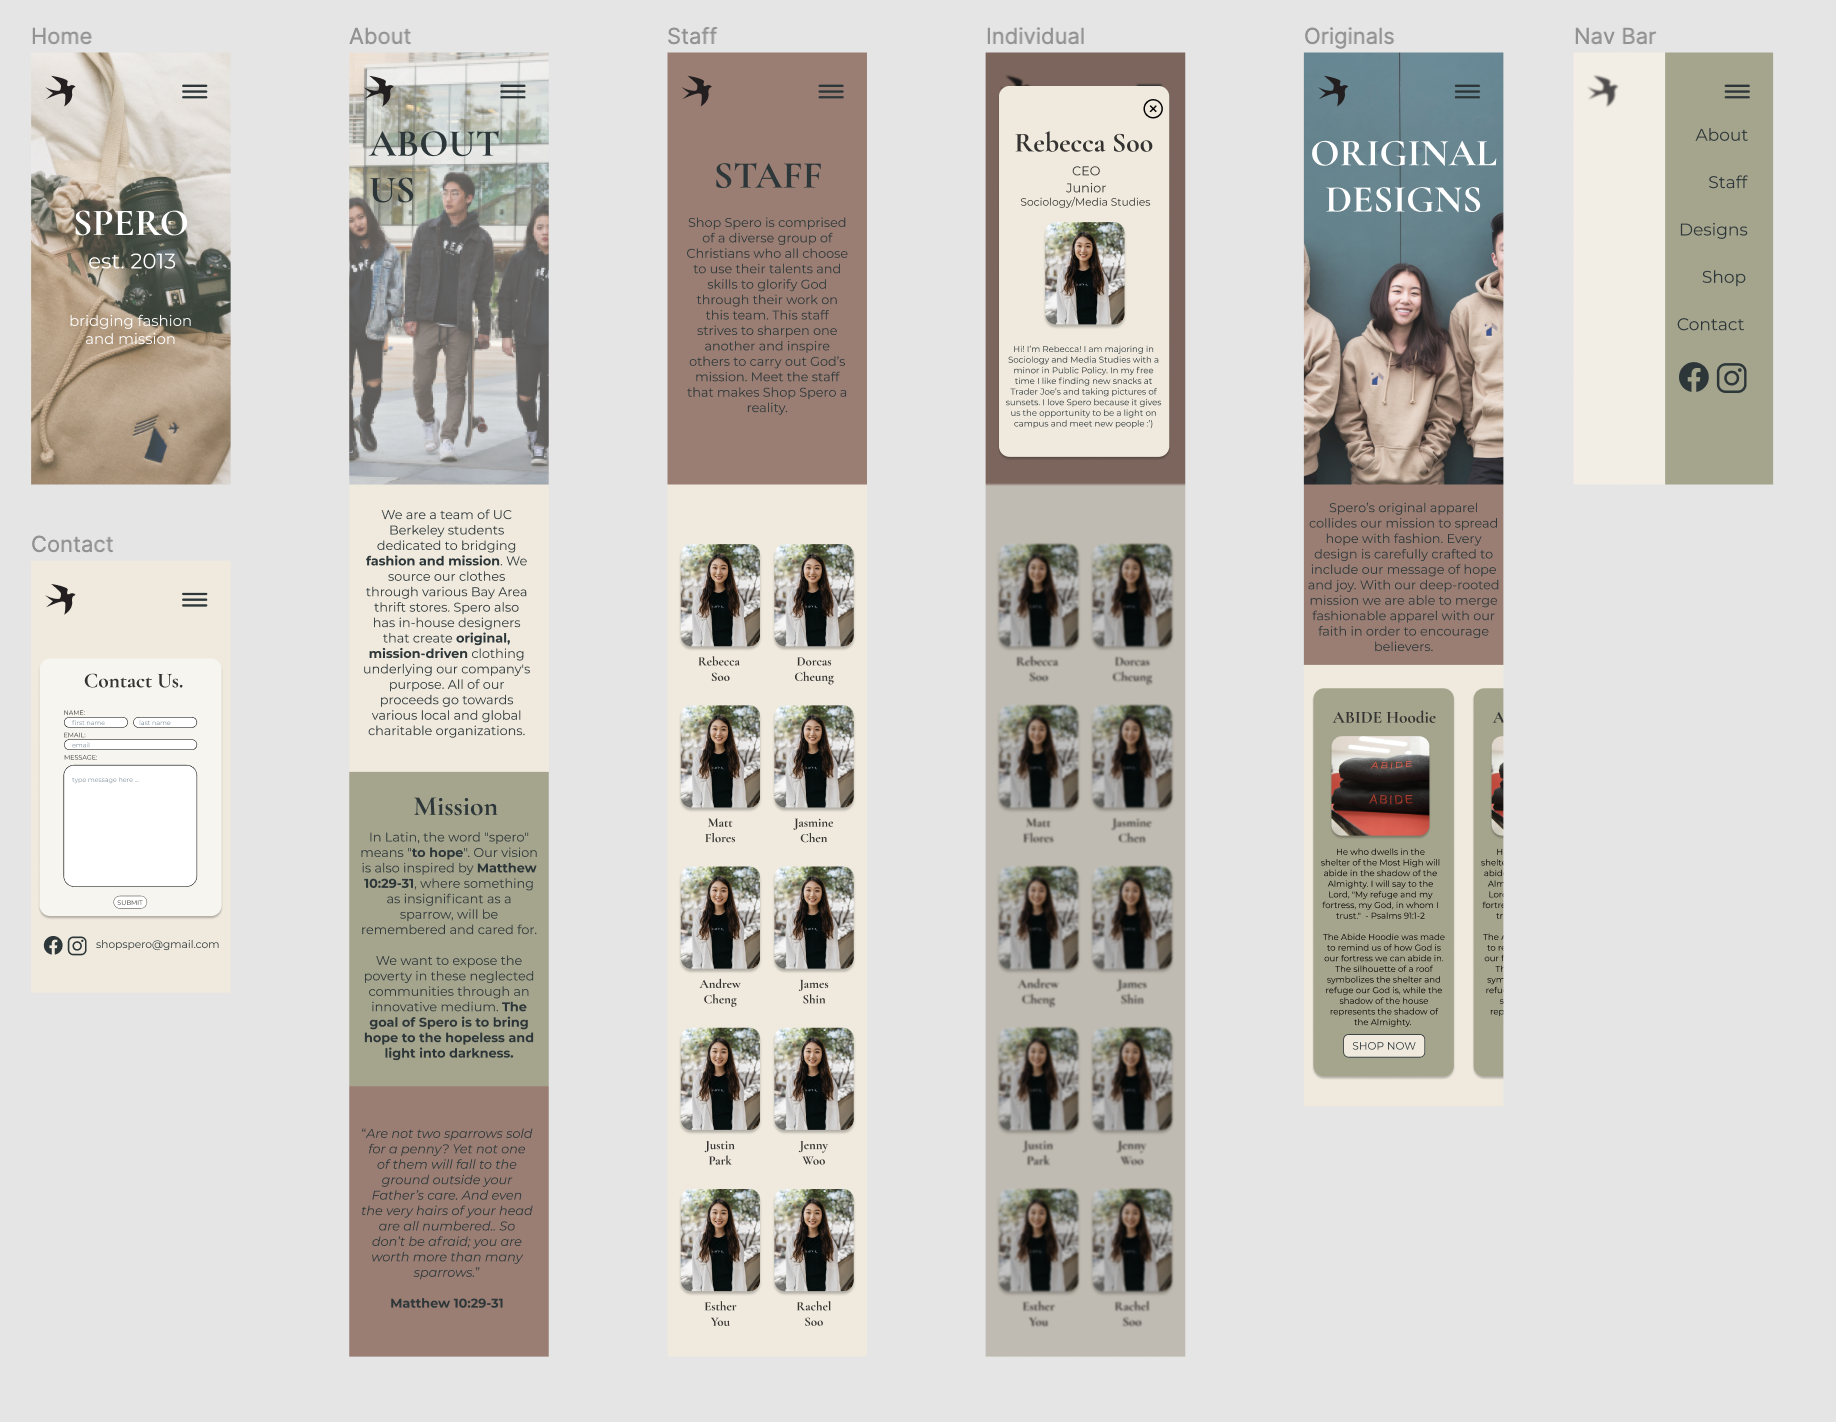 Home
SPERO
est. 2013
bridging fashion
and mission
Contact
Contact Us.
NAME:
first name
last name
EMAIL:
email
MESSAGE:
type message here ...
SUBMIT
shopspero@gmail.com
About
ABOUT
US
We are a team of UC
Berkeley students
dedicated to bridging
fashion and mission. We
source our clothes
through various Bay Area
thrift stores. Spero also
has in-house designers
that create original,
mission-driven clothing
underlying our company's
purpose. All of our
proceeds go towards
various local and global
charitable organizations.
Mission
In Latin, the word "spero"
means "to hope". Our vision
is also inspired by Matthew
10:29-31, where something
as insignificant as a
sparrow, will be
remembered and cared for.
We want to expose the
poverty in these neglected
communities through an
innovative medium. The
goal of Spero is to bring
hope to the hopeless and
light into darkness.
"Are not two sparrows sold
for a penny? Yet not one
of them will fall to the
ground outside your
Father's care. And even
the very hairs of your head
are all numbered.. So
don't be afraid; you are
worth more than many
sparrows."
Matthew 10:29-31
Staff
STAFF
Shop Spero is comprised
of a diverse group of
Christians who all choose
to use their talents and
skills to glorify God
through their work on
this team. This staff
strives to sharpen one
another and inspire
others to carry out God's
mission. Meet the staff
that makes Shop Spero a
reality.
Rebecca
Soo
Dorcas
Cheung
Matt
Flores
Jasmine
Chen
Andrew
Cheng
James
Shin
Justin
Park
Jenny
Woo
Esther
You
Rachel
Soo
Individual
Rebecca Soo
CEO
Junior
Sociology/Media Studies
Hi! I'm Rebecca! I am majoring in
Sociology and Media Studies with a
minor in Public Policy. In my free
time I like finding new snacks at
Trader Joe's and taking pictures of
sunsets. I love Spero because it gives
us the opportunity to be a light on
campus and meet new people :')
Rebecca
Soo
Dorcas
Cheung
Matt
Flores
Jasmine
Chen
Andrew
Cheng
James
Shin
Justin
Park
Jenny
Woo
Esther
You
Rachel
Soo
Originals
ORIGINAL
DESIGNS
Spero's original apparel
collides our mission to spread
hope with fashion. Every
design is carefully crafted to
include our message of hope
and joy. With our deep-rooted
mission we are able to merge
fashionable apparel with our
faith in order to encourage
believers.
ABIDE Hoodie
ABIDE
ABIDE
He who dwells in the
shelter of the Most High will
abide in the shadow of the
Almighty. I will say to the
Lord, "My refuge and my
fortress, my God, in whom I
trust." - Psalms 91:1-2
The Abide Hoodie was made
to remind us of how God is
our fortress we can abide in.
The silhouette of a roof
symbolizes the shelter and
refuge our God is, while the
shadow of the house
represents the shadow of
the Almighty.
SHOP NOW
Nav Bar
About
Staff
Designs
Shop
Contact